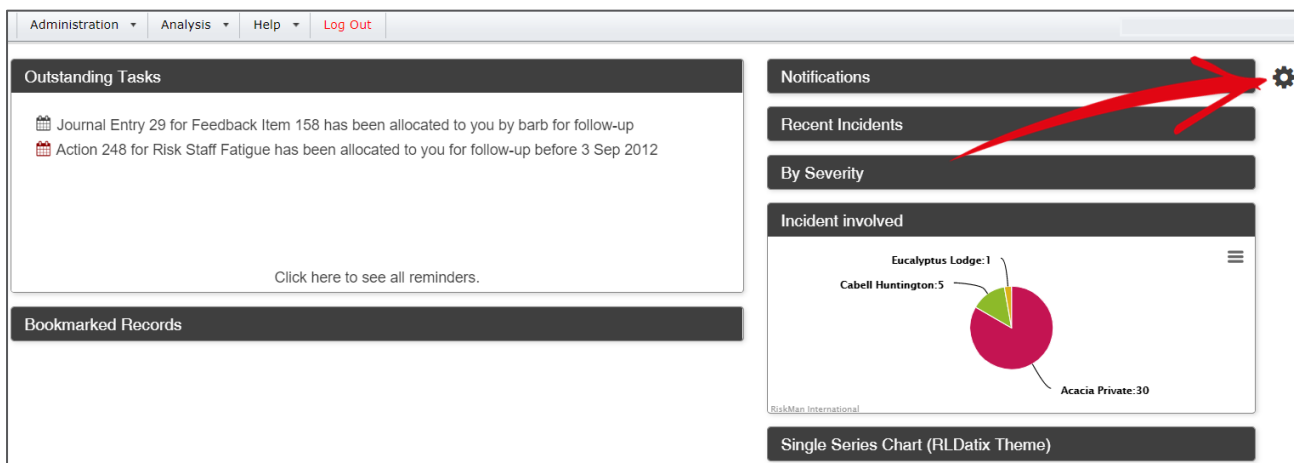 Administration
Analysis
Help
Log Out
Outstanding Tasks
Journal Entry 29 for Feedback Item 158 has been allocated to you by barb for follow-up
Action 248 for Risk Staff Fatigue has been allocated to you for follow-up before 3 Sep 2012
Click here to see all reminders.
Bookmarked Records
Notifications
Recent Incidents
By Severity
Incident involved
Eucalyptus Lodge:1
Cabell Huntington:5
Acacia Private:30
RiskMan International
Single Series Chart (RLDatix Theme)